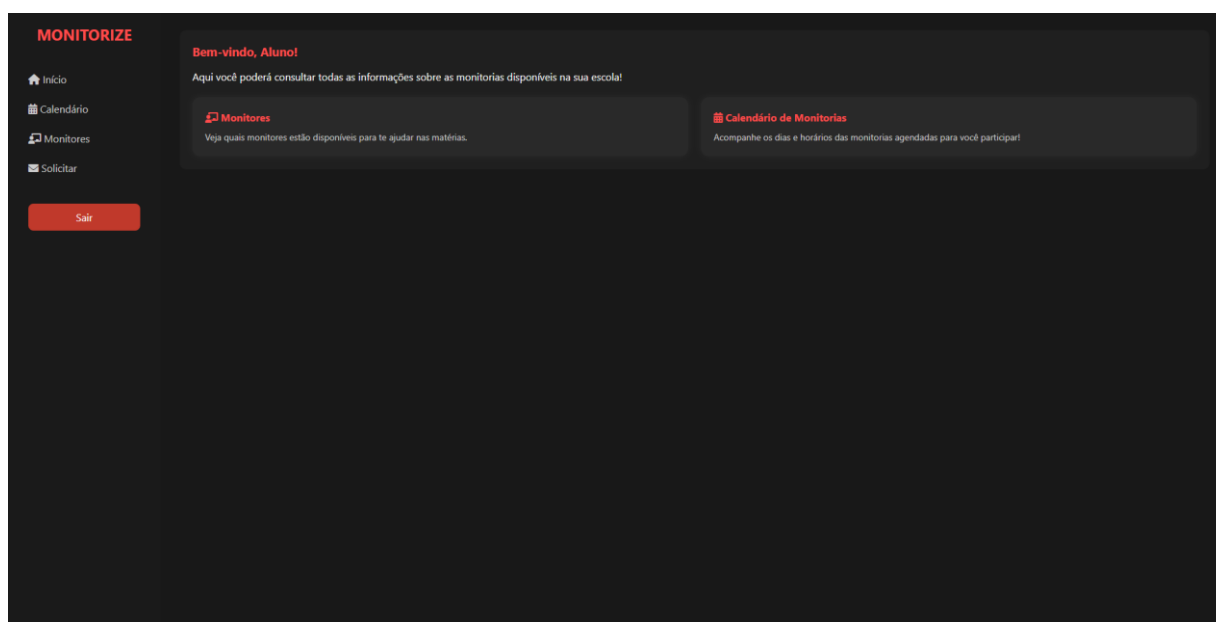 MONITORIZE
Início
Calendário
Monitores
Solicitar
Sair
Bem-vindo, Aluno!
Aqui você poderá consultar todas as informações sobre as monitorias disponíveis na sua escola!
Monitores
Veja quais monitores estão disponíveis para te ajudar nas matérias.
Calendário de Monitorias
Acompanhe os dias e horários das monitorias agendadas para você participar!